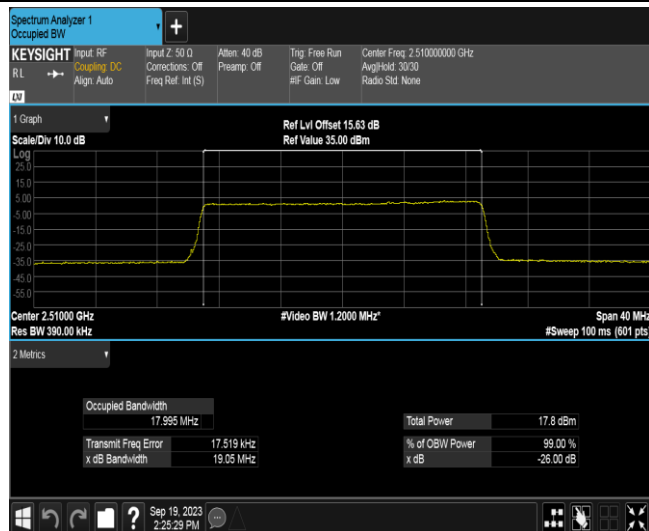 Spectrum Analyzer 1
Occupied BW
+
KEYSIGHT
RL
Input: RF
Coupling: DC
Align: Auto
Input Z: 50 Ω
Corrections: Off
Freq Ref: Int (S)
Atten: 40 dB
Preamp: Off
Trig: Free Run
Gate: Off
#IF Gain: Low
Center Freq: 2.510000000 GHz
Avg|Hold: 30/30
Radio Std: None
1 Graph
Scale/Div 10.0 dB
Ref Lvl Offset 15.63 dB
Ref Value 35.00 dBm
Log
25.0
15.0
5.00
-5.00
-15.0
-25.0
-35.0
-45.0
-55.0
Center 2.51000 GHz
Res BW 390.00 kHz
#Video BW 1.2000 MHz*
Span 40 MHz
#Sweep 100 ms (601 pts)
2 Metrics
Occupied Bandwidth
17.995 MHz
Transmit Freq Error 17.519 kHz
x dB Bandwidth 19.05 MHz
Total Power 17.8 dBm
% of OBW Power 99.00 %
x dB -26.00 dB
?
Sep 19, 2023
2:25:29 PM